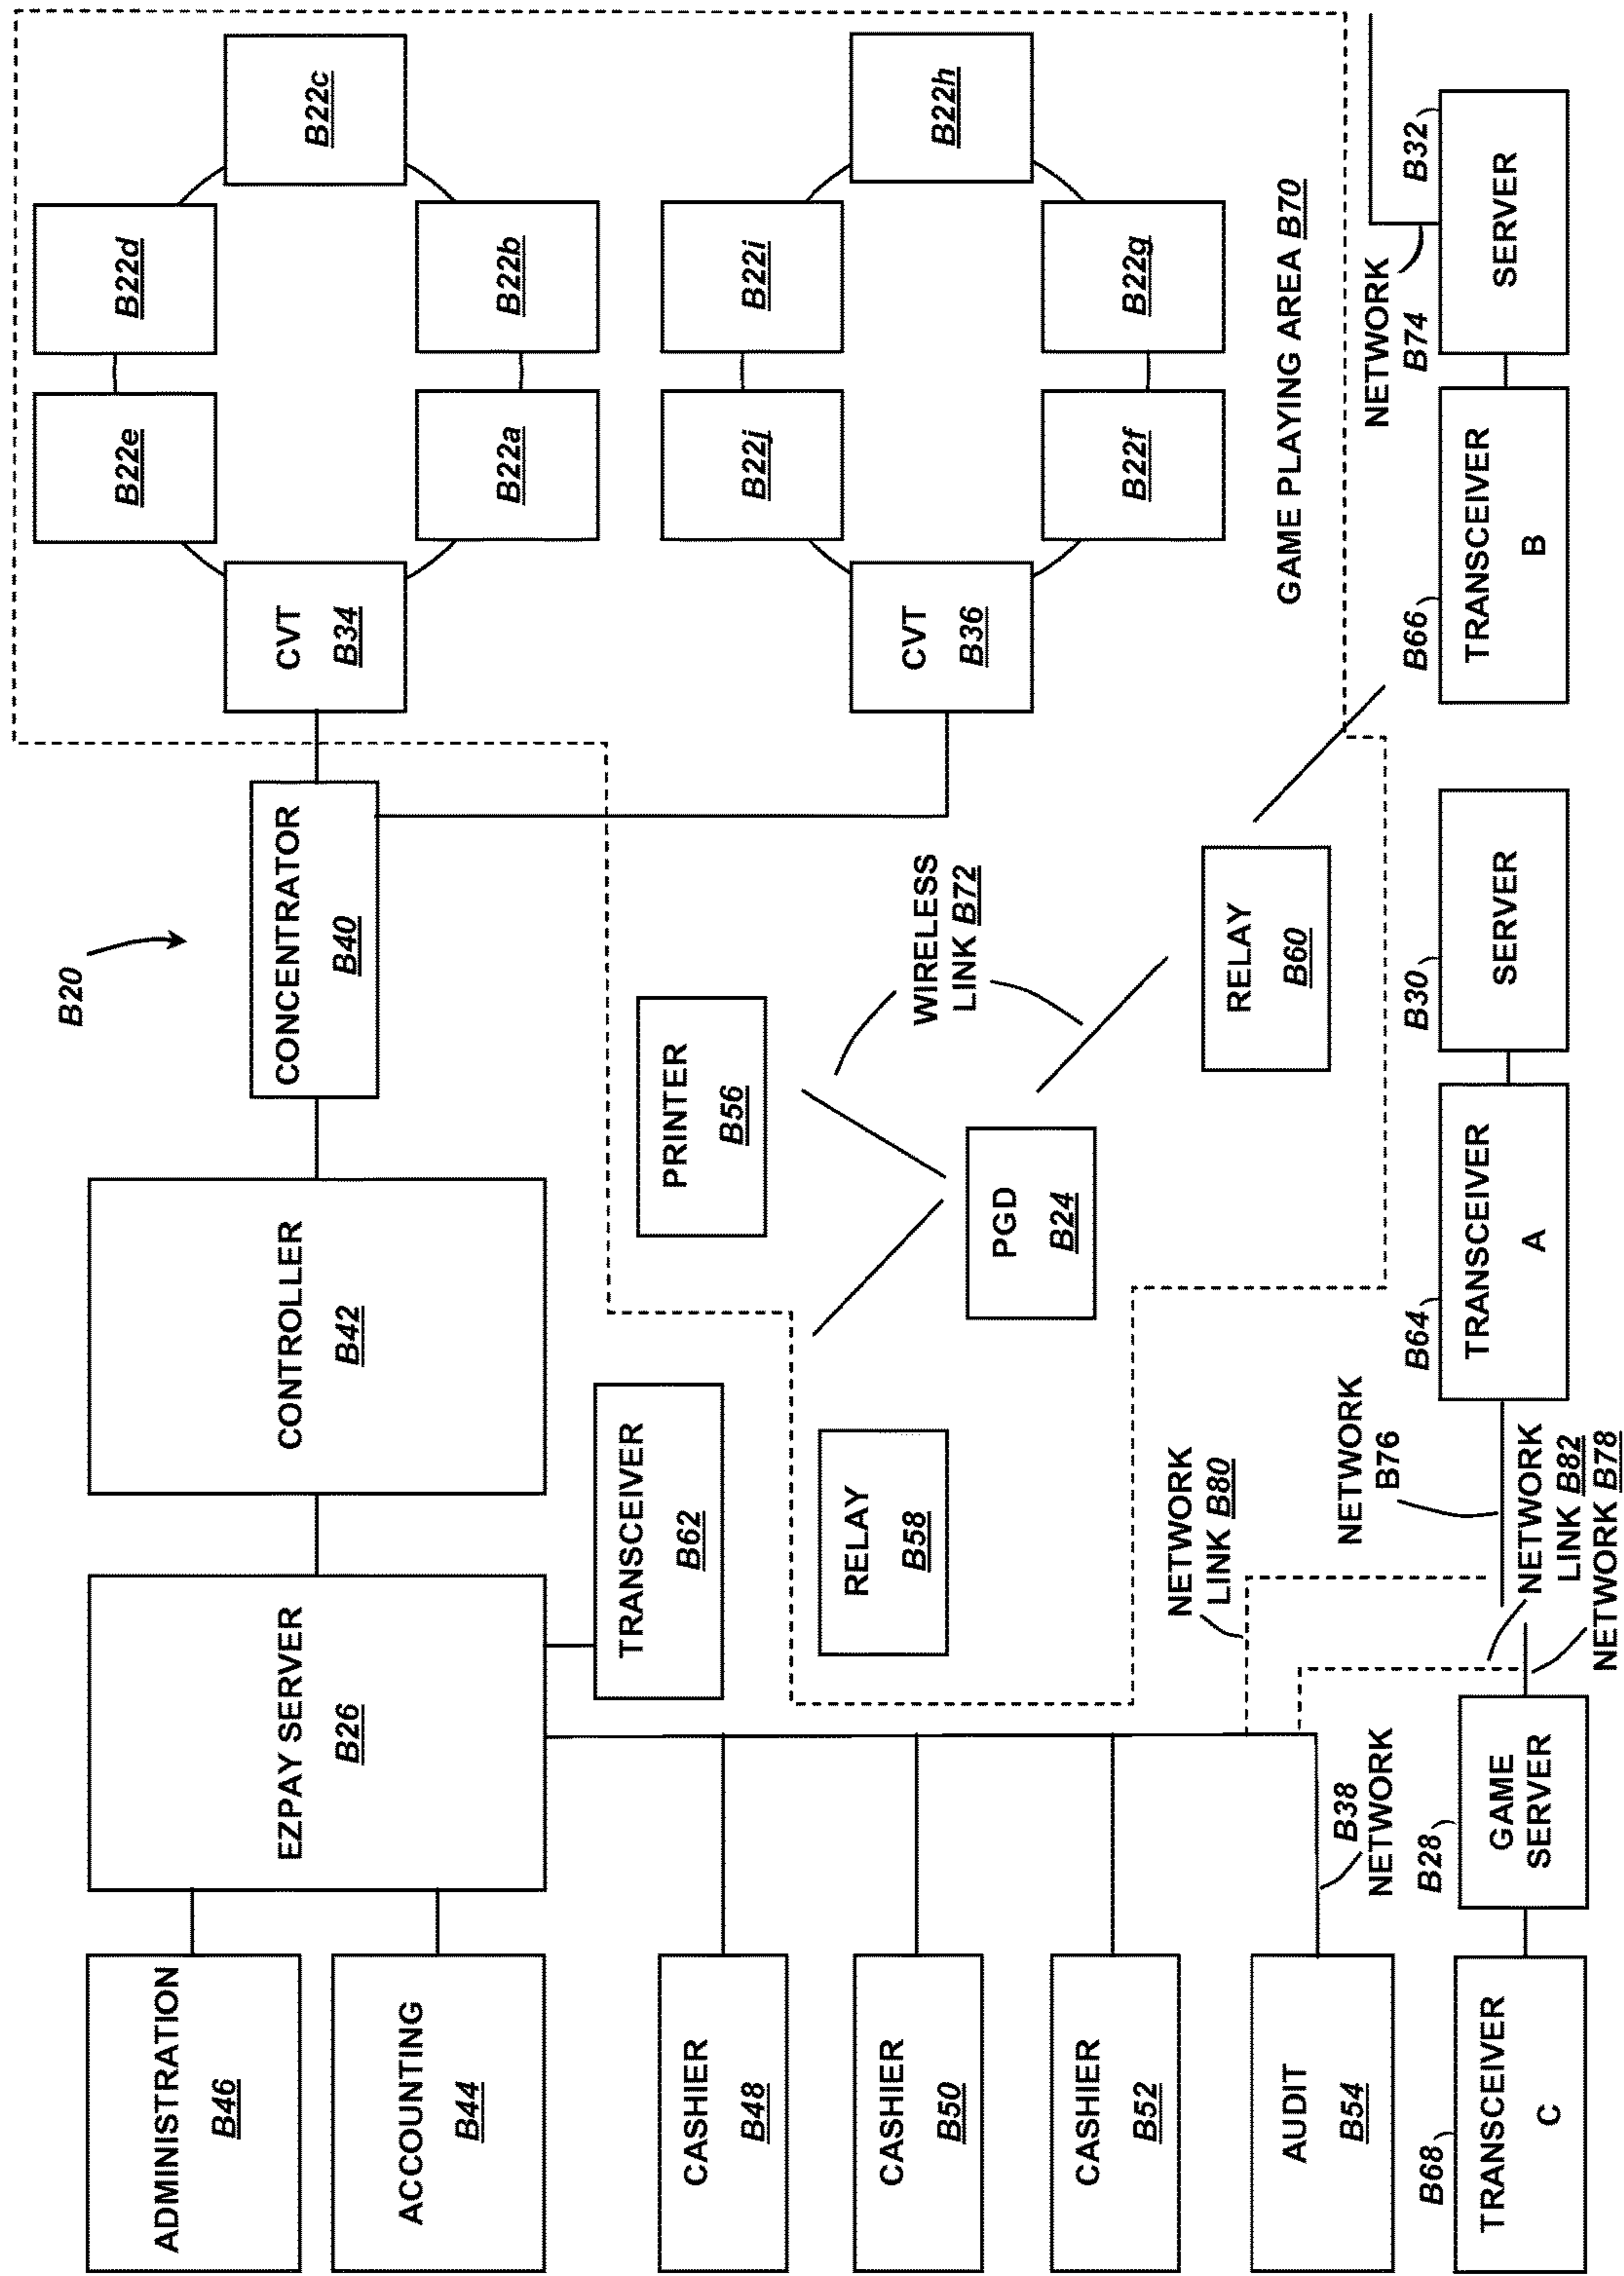 B20
ADMINISTRATION
B46
ACCOUNTING
B44
EZPAY SERVER
B26
CONTROLLER
B42
CONCENTRATOR
B40
CVT
B34
B22e
B22d
B22c
B22a
B22b
CASHIER
B48
CASHIER
B50
CASHIER
B52
AUDIT
B54
TRANSCEIVER
B62
RELAY
B58
PRINTER
B56
PGD
B24
WIRELESS
LINK B72
RELAY
B60
CVT
B36
B22j
B22i
B22h
B22f
B22g
GAME PLAYING AREA B70
NETWORK
LINK B80
B38
NETWORK
NETWORK
B76
NETWORK
LINK B82
NETWORK B78
NETWORK
B74
B68
TRANSCEIVER
C
B28
GAME
SERVER
B64
TRANSCEIVER
A
B30
SERVER
B66
TRANSCEIVER
B
B32
SERVER